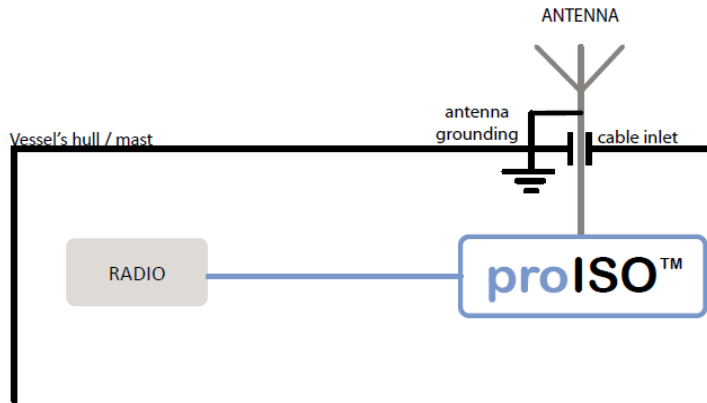 ANTENNA
antenna
grounding
Vessel's hull / mast
cable inlet
RADIO
proISO™